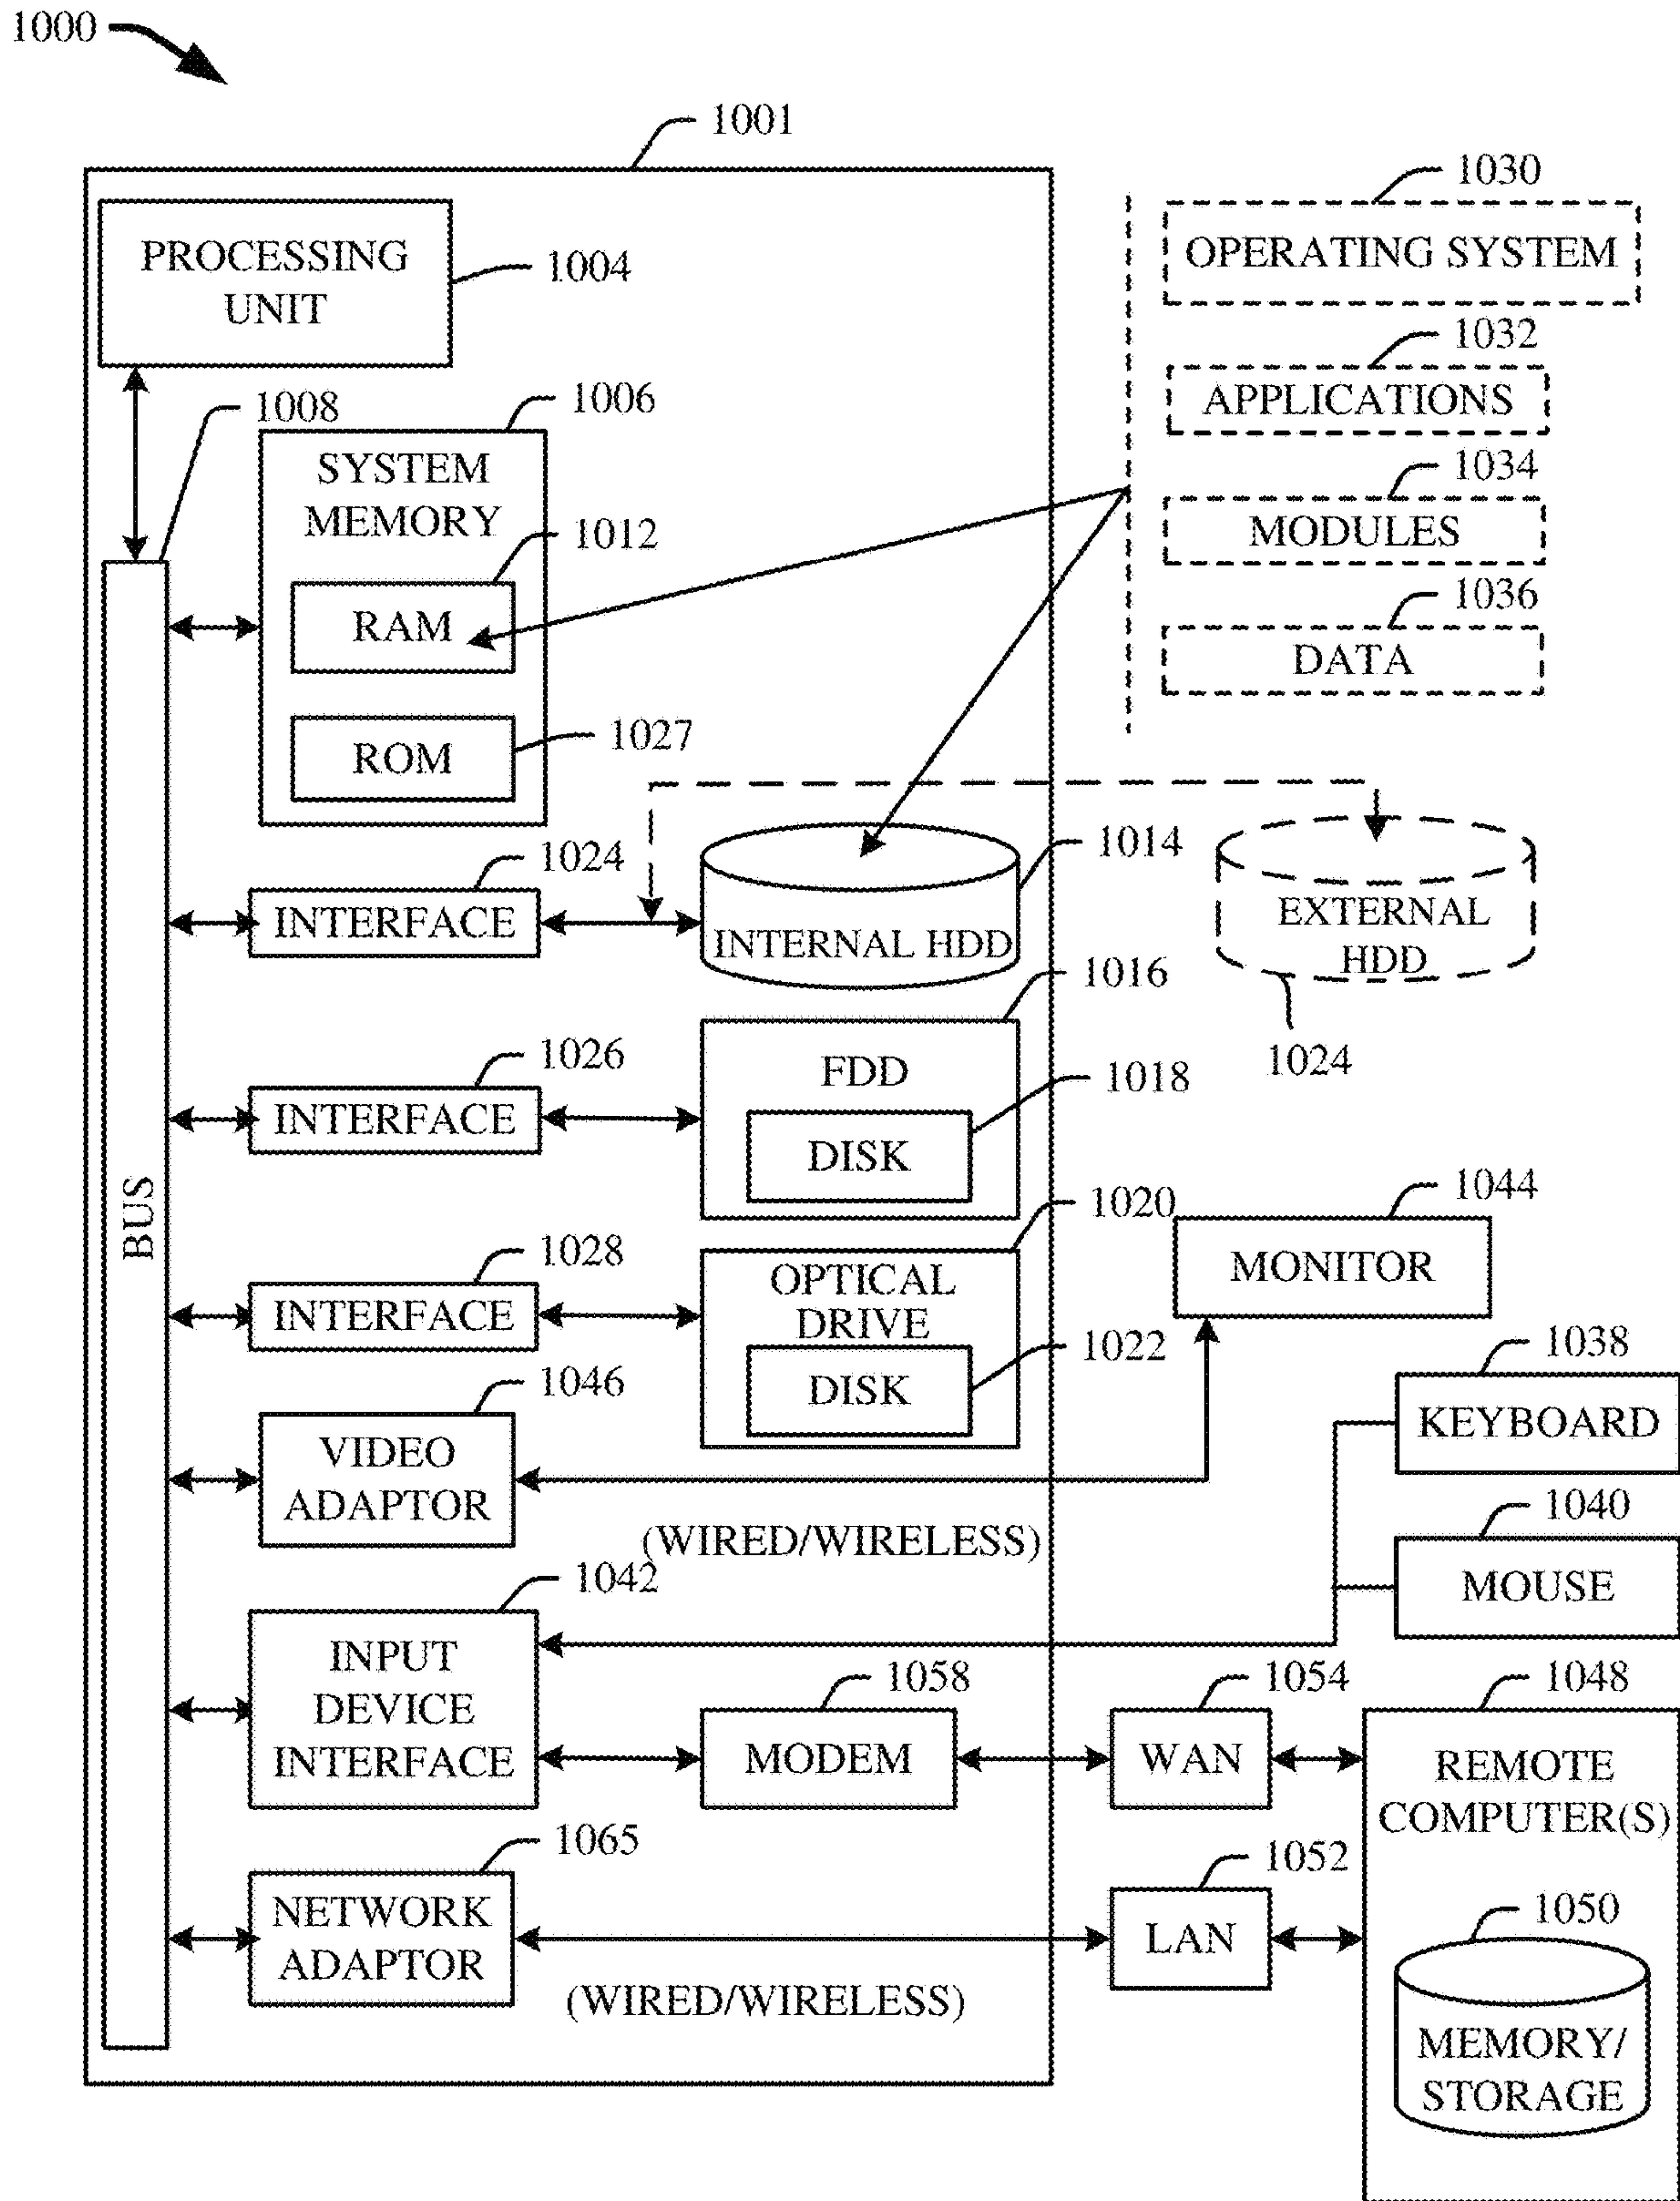 1000
1001
PROCESSING
UNIT
1004
1030
OPERATING SYSTEM
1032
APPLICATIONS
1034
MODULES
1036
DATA
1008
1006
SYSTEM
MEMORY
1012
RAM
1027
ROM
BUS
1024
INTERFACE
1014
INTERNAL HDD
EXTERNAL
HDD
1024
1026
INTERFACE
1016
FDD
1018
DISK
1028
INTERFACE
1020
OPTICAL
DRIVE
1022
DISK
1044
MONITOR
1046
VIDEO
ADAPTOR
(WIRED/WIRELESS)
1038
KEYBOARD
1040
MOUSE
1042
INPUT
DEVICE
INTERFACE
1058
MODEM
1054
WAN
1048
REMOTE
COMPUTER(S)
1065
NETWORK
ADAPTOR
(WIRED/WIRELESS)
1052
LAN
1050
MEMORY/
STORAGE